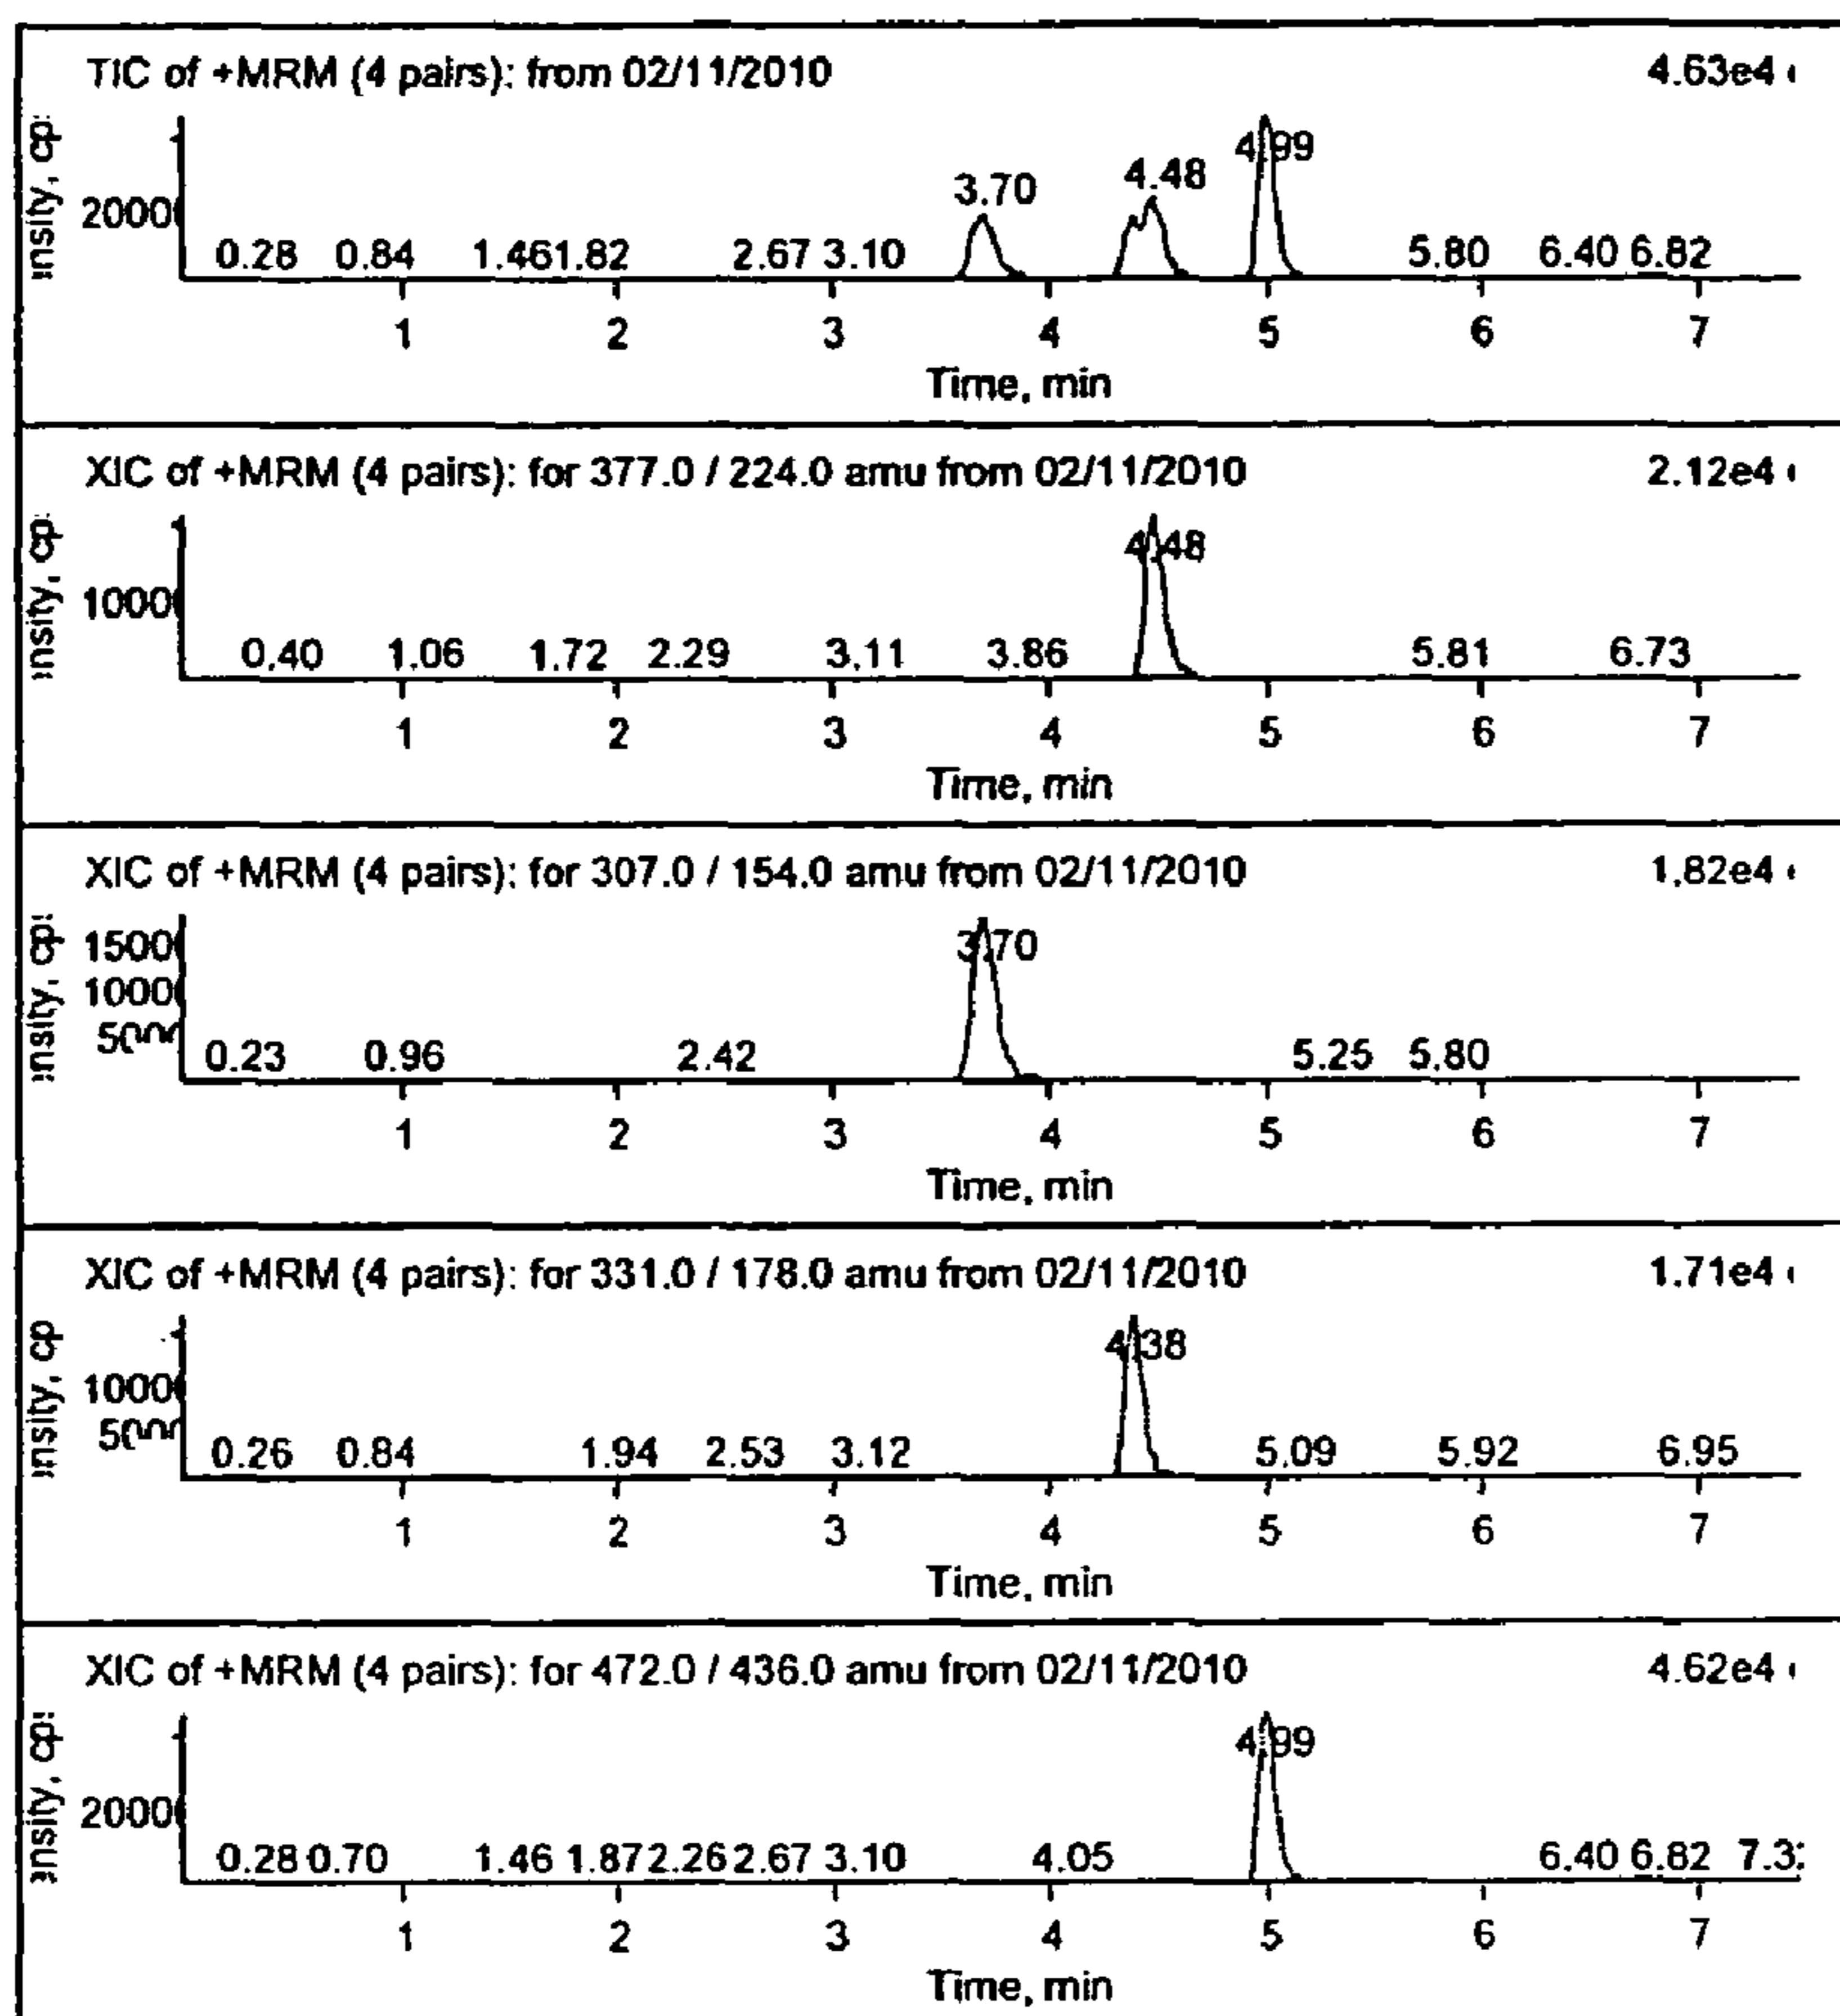 TIC of +MRM (4 pairs): from 02/11/2010 4.63e4
4.99
4.48
3.70
2000
0.28 0.84 1.46 1.82 2.67 3.10 5.80 6.40 6.82
1 2 3 4 5 6 7
Time, min
XIC of +MRM (4 pairs): for 377.0 / 224.0 amu from 02/11/2010 2.12e4
4.48
1000
0.40 1.06 1.72 2.29 3.11 3.86 5.81 6.73
1 2 3 4 5 6 7
Time, min
XIC of +MRM (4 pairs): for 307.0 / 154.0 amu from 02/11/2010 1.82e4
1500 3.70
1000
0.23 0.96 2.42 5.25 5.80
1 2 3 4 5 6 7
Time, min
XIC of +MRM (4 pairs): for 331.0 / 178.0 amu from 02/11/2010 1.71e4
4.38
1000
0.26 0.84 1.94 2.53 3.12 5.09 5.92 6.95
1 2 3 4 5 6 7
Time, min
XIC of +MRM (4 pairs): for 472.0 / 436.0 amu from 02/11/2010 4.62e4
4.99
2000
0.28 0.70 1.46 1.87 2.26 2.67 3.10 4.05 6.40 6.82 7.3
1 2 3 4 5 6 7
Time, min